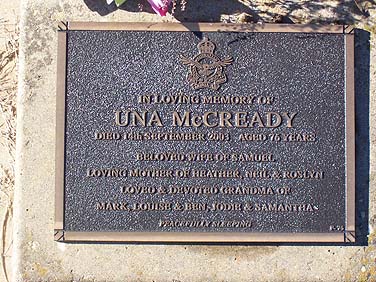 IN LOVING MEMORY OF
UNA McCREADY
DIED 14th SEPTEMBER 2003 AGED 76 YEARS
BELOVED WIFE OF SAMUEL
LOVING MOTHER OF HEATHER, NEIL & ROSLYN
LOVED & DEVOTED GRANDMA OF
MARK, LOUISE & BEN, JODIE & SAMANTHA
PEACEFULLY SLEEPING